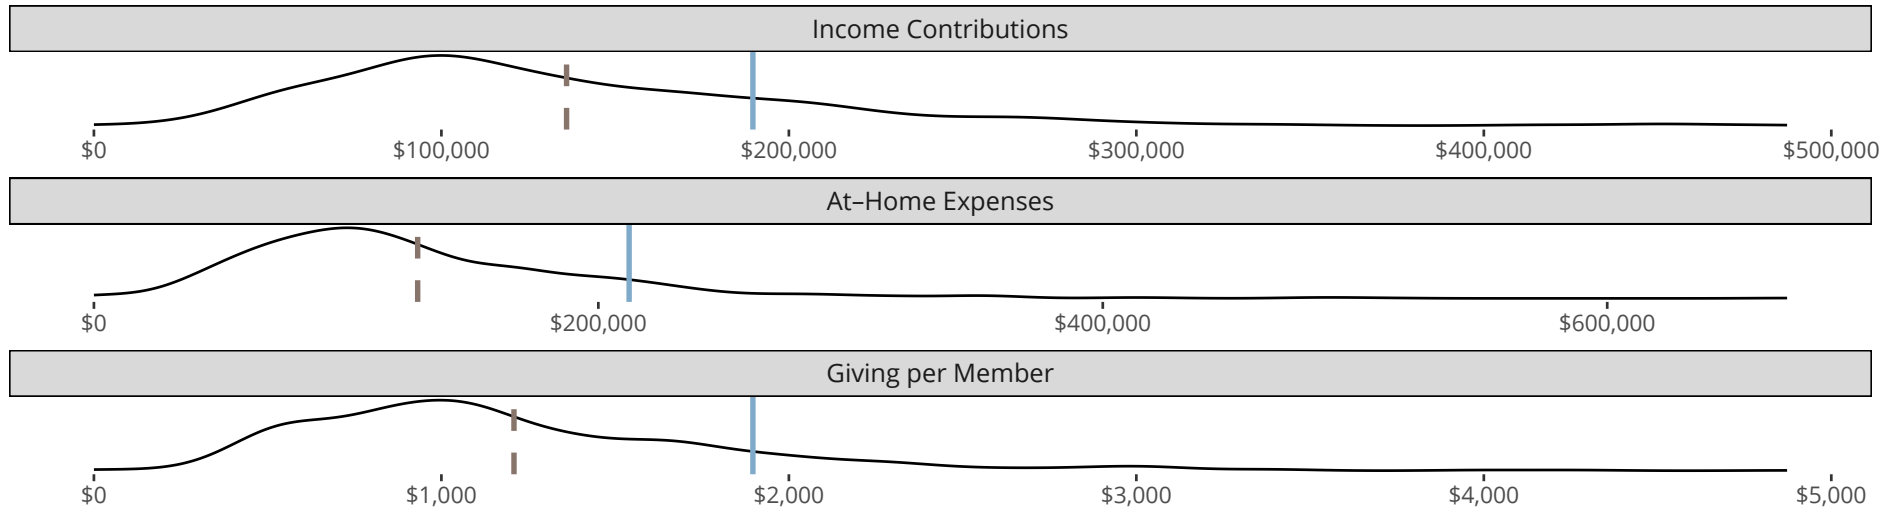 Income Contributions
$0 $100,000 $200,000 $300,000 $400,000 $500,000
At–Home Expenses
$0 $200,000 $400,000 $600,000
Giving per Member
$0 $1,000 $2,000 $3,000 $4,000 $5,000